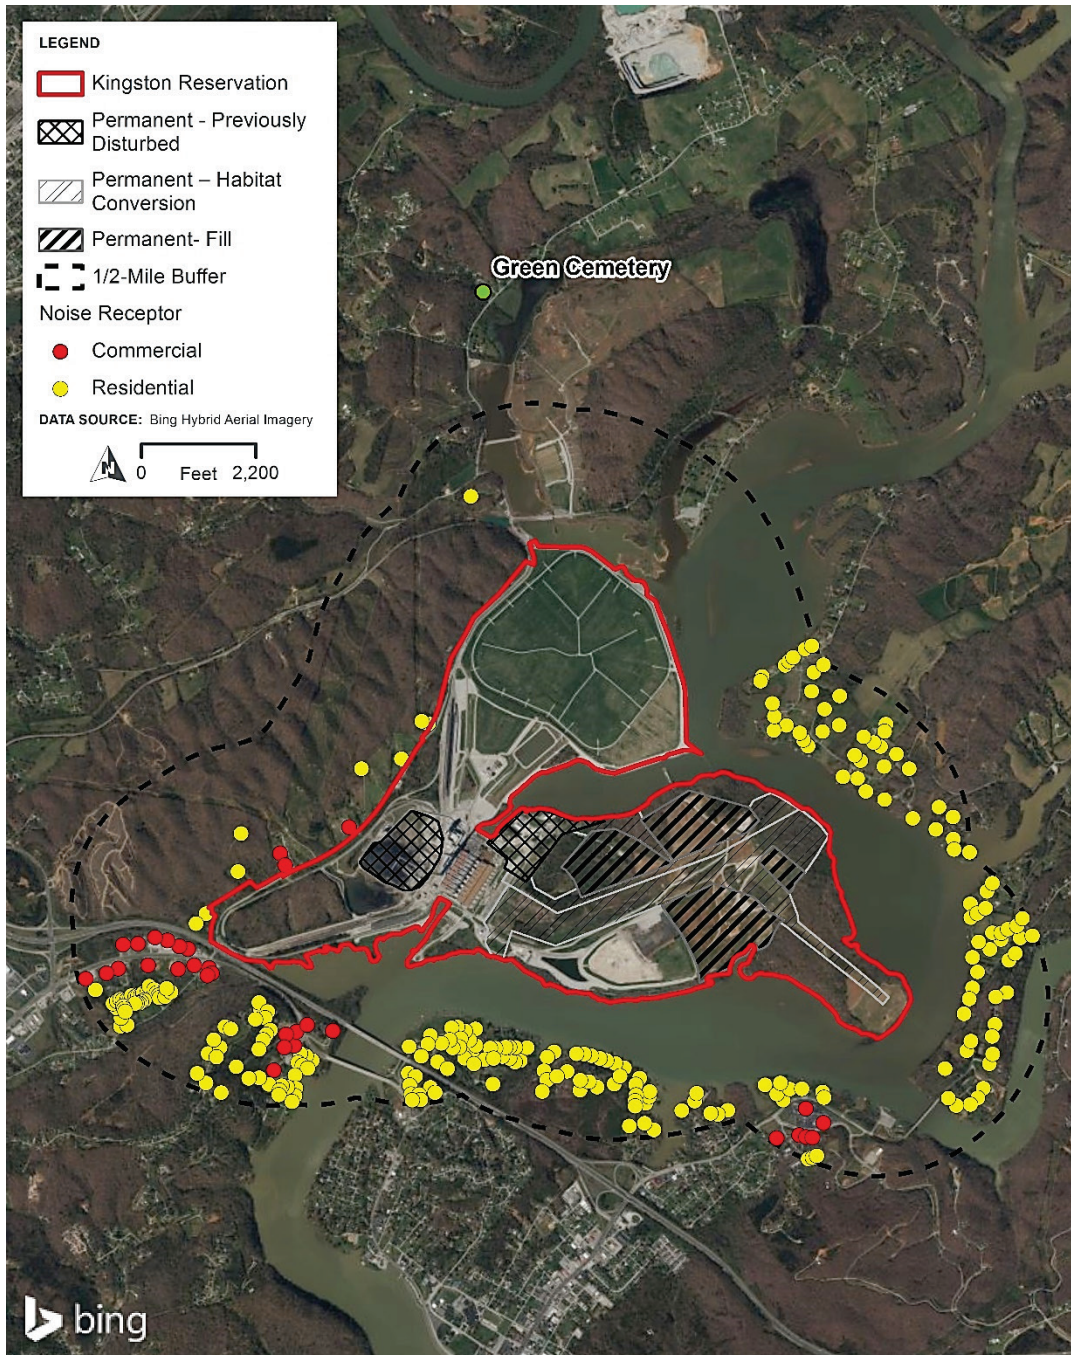 LEGEND
Kingston Reservation
Permanent - Previously
Disturbed
Permanent – Habitat
Conversion
Permanent- Fill
1/2-Mile Buffer
Noise Receptor
Commercial
Residential
DATA SOURCE: Bing Hybrid Aerial Imagery
N
0 Feet 2,200
Green Cemetery
bing